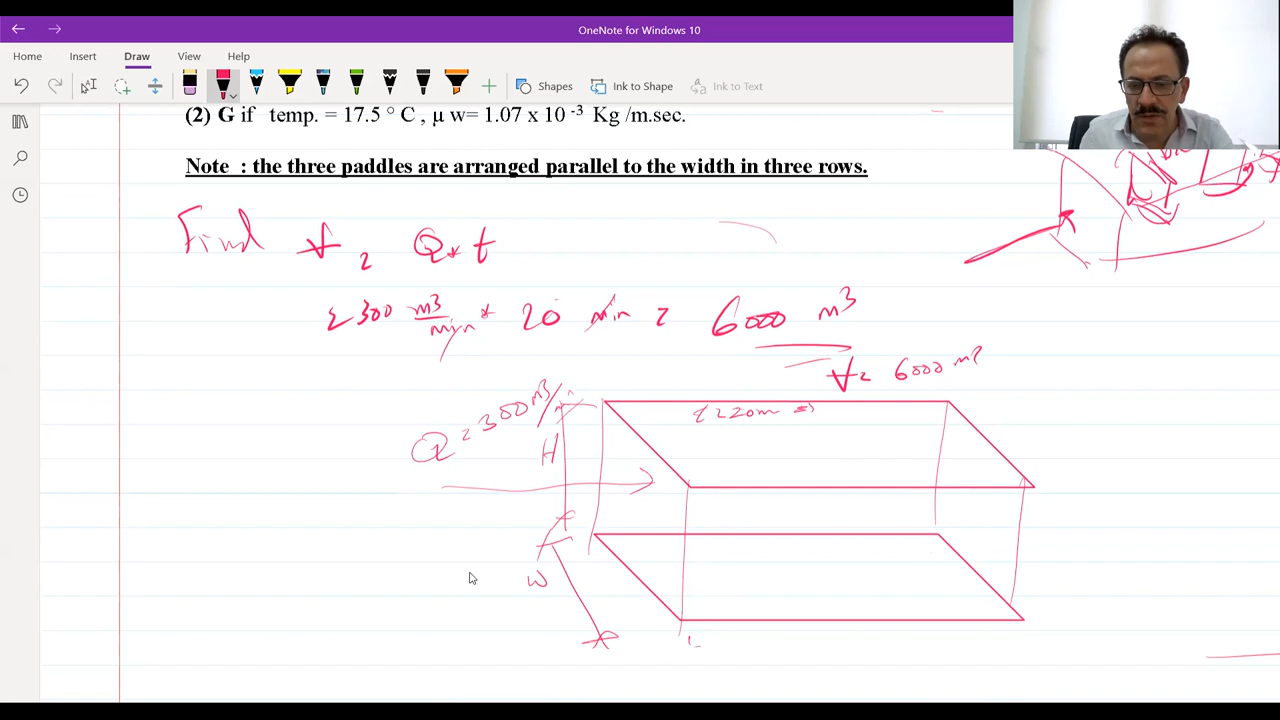 OneNote for Windows 10
Home Insert Draw View Help
Shapes Ink to Shape Ink to Text
(2) G if temp. = 17.5 ° C , µ w= 1.07 x 10 -3 Kg /m.sec.
Note : the three paddles are arranged parallel to the width in three rows.
Find V = Q * t
= 300 m3/min * 20 min = 6000 m3
V = 6000 m3
Q = 300 m3/min
H
W